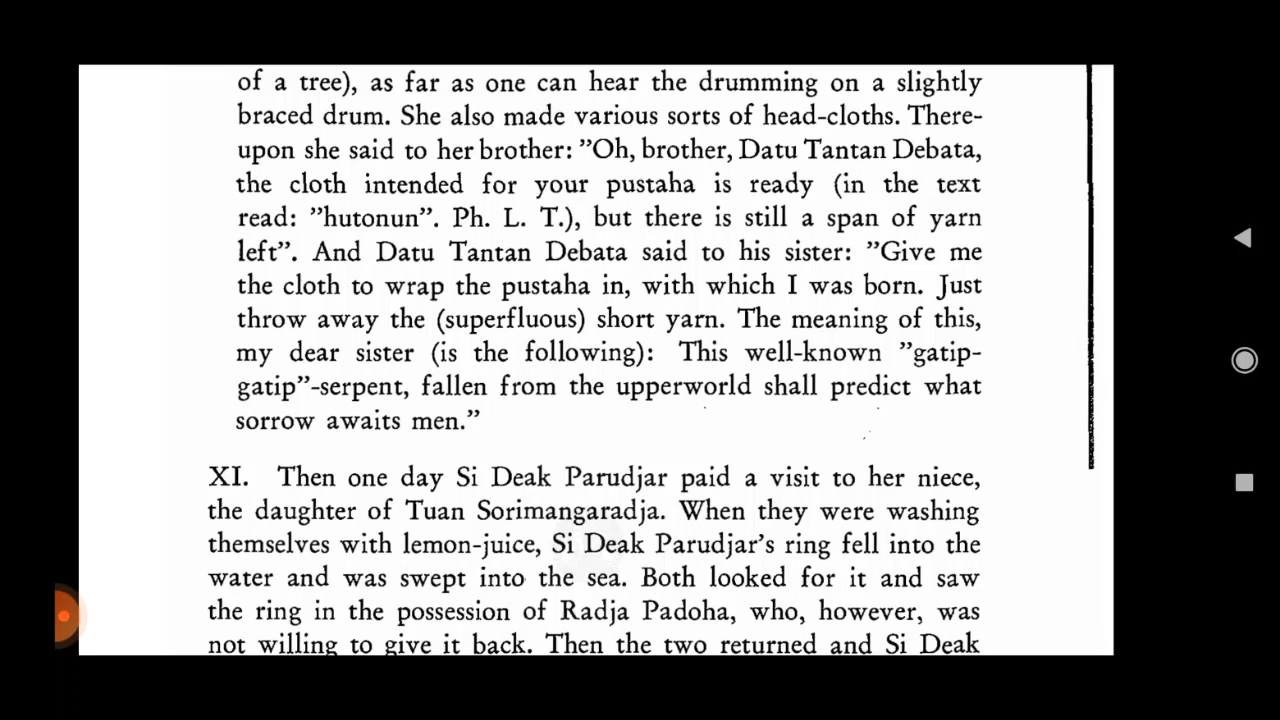 of a tree), as far as one can hear the drumming on a slightly
braced drum. She also made various sorts of head-cloths. There-
upon she said to her brother: ”Oh, brother, Datu Tantan Debata,
the cloth intended for your pustaha is ready (in the text
read: ”hutonun”. Ph. L. T.), but there is still a span of yarn
left”. And Datu Tantan Debata said to his sister: ”Give me
the cloth to wrap the pustaha in, with which I was born. Just
throw away the (superfluous) short yarn. The meaning of this,
my dear sister (is the following): This well-known ”gatip-
gatip”-serpent, fallen from the upperworld shall predict what
sorrow awaits men.”
XI. Then one day Si Deak Parudjar paid a visit to her niece,
the daughter of Tuan Sorimangaradja. When they were washing
themselves with lemon-juice, Si Deak Parudjar’s ring fell into the
water and was swept into the sea. Both looked for it and saw
the ring in the possession of Radja Padoha, who, however, was
not willing to give it back. Then the two returned and Si Deak